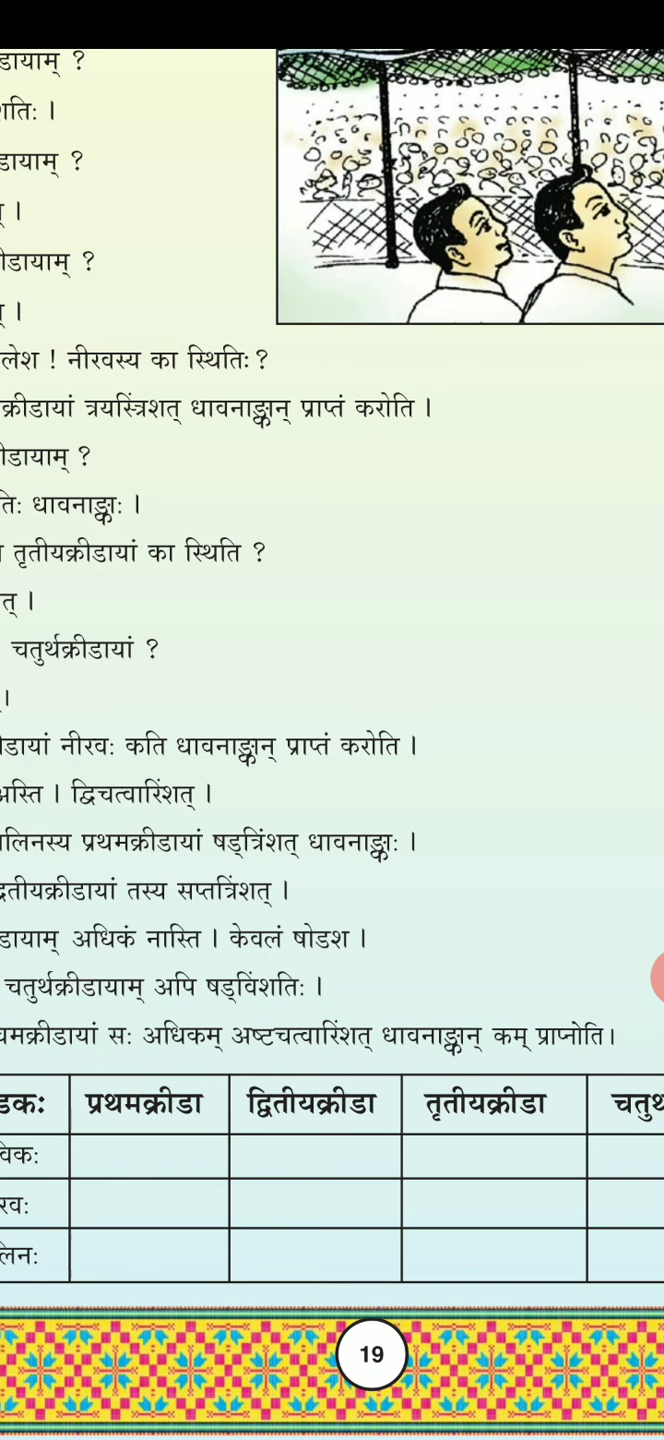 डायाम् ?
शतिः ।
डायाम् ?
् ।
ीडायाम् ?
् ।
लेश ! नीरवस्य का स्थितिः ?
क्रीडायां त्रयस्त्रिंशत् धावनाङ्कान् प्राप्तं करोति ।
ीडायाम् ?
तिः धावनाङ्काः ।
तृतीयक्रीडायां का स्थिति ?
त् ।
चतुर्थक्रीडायां ?
।
ीडायां नीरवः कति धावनाङ्कान् प्राप्तं करोति ।
अस्ति । द्विचत्वारिंशत् ।
लिनस्य प्रथमक्रीडायां षड्त्रिंशत् धावनाङ्काः ।
द्वितीयक्रीडायां तस्य सप्तत्रिंशत् ।
डायाम् अधिकं नास्ति । केवलं षोडश ।
चतुर्थक्रीडायाम् अपि षड्विंशतिः ।
चमक्रीडायां सः अधिकम् अष्टचत्वारिंशत् धावनाङ्कान् कम् प्राप्नोति।
डकः प्रथमक्रीडा द्वितीयक्रीडा तृतीयक्रीडा चतुर्थ
विकः
रवः
लिनः
19